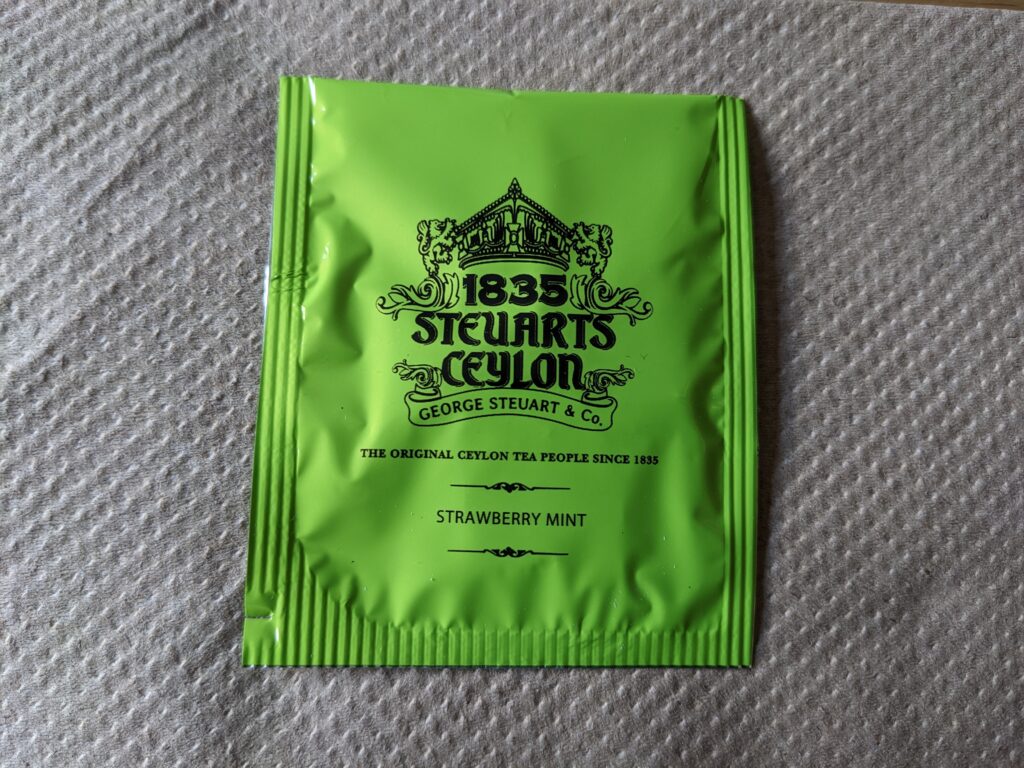 1835
STEUARTS
CEYLON
GEORGE STEUART & Co.
THE ORIGINAL CEYLON TEA PEOPLE SINCE 1835
STRAWBERRY MINT